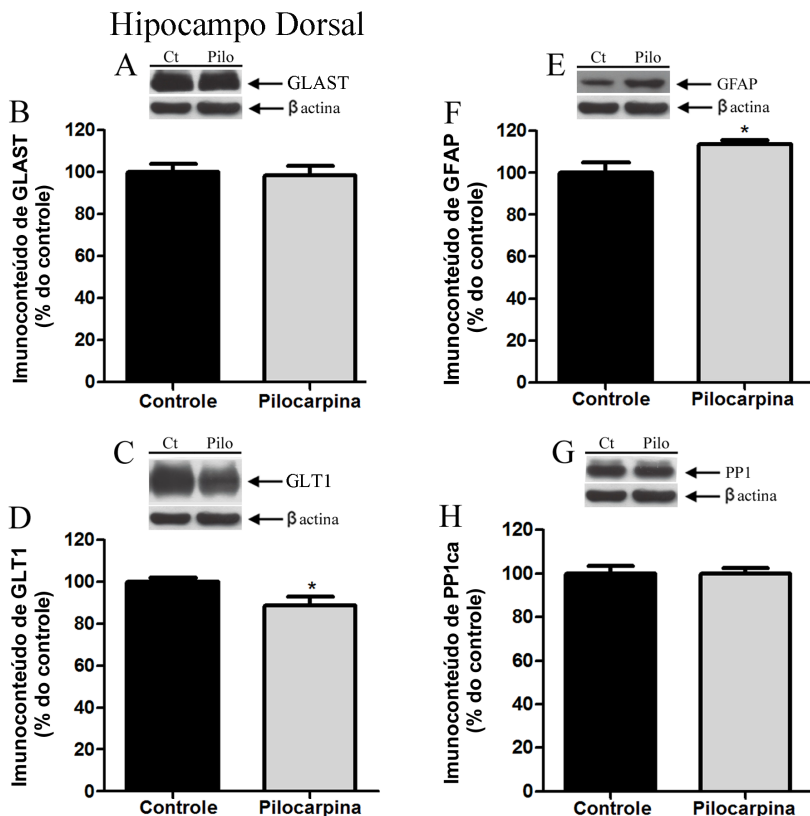 Hipocampo Dorsal
A
Ct Pilo
GLAST
β actina
B
Imunoconteúdo de GLAST
(% do controle)
120
100
80
60
40
20
0
Controle Pilocarpina
E
Ct Pilo
GFAP
β actina
F
Imunoconteúdo de GFAP
(% do controle)
120
100
80
60
40
20
0
*
Controle Pilocarpina
C
Ct Pilo
GLT1
β actina
D
Imunoconteúdo de GLT1
(% do controle)
120
100
80
60
40
20
0
*
Controle Pilocarpina
G
Ct Pilo
PP1
β actina
H
Imunoconteúdo de PP1ca
(% do controle)
120
100
80
60
40
20
0
Controle Pilocarpina